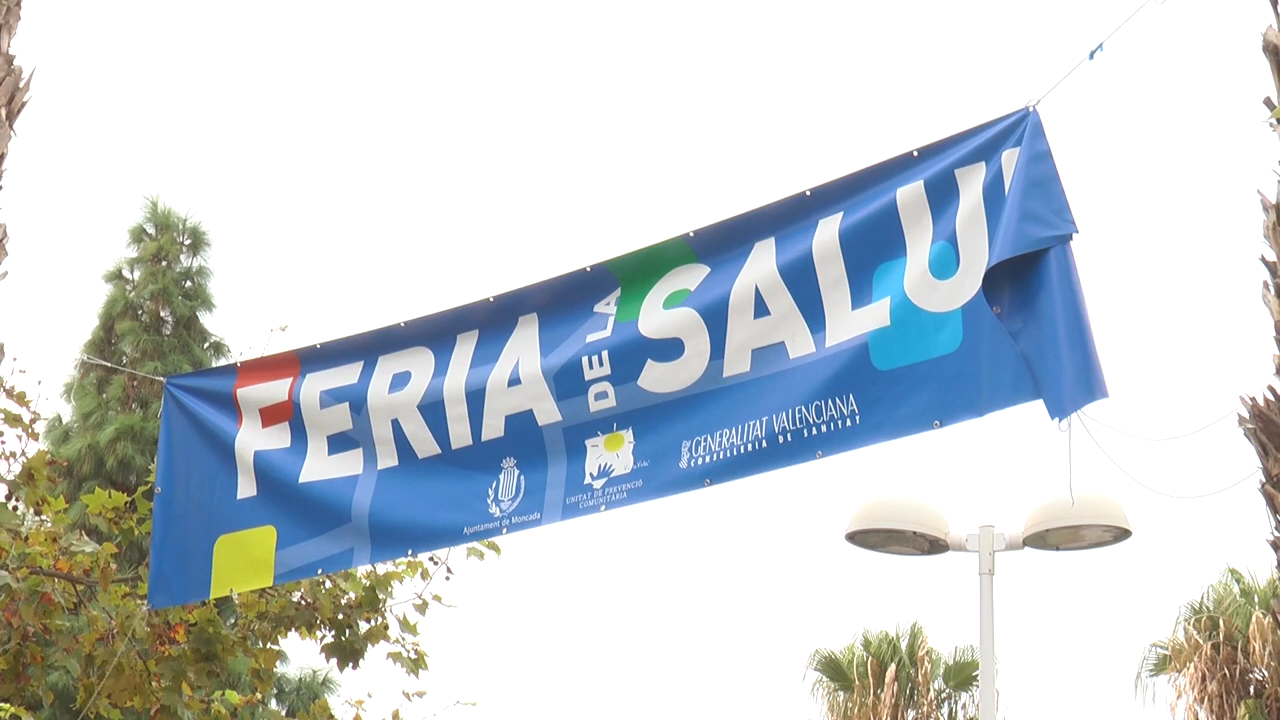 FERIA DE LA SALU
Ajuntament de Moncada
UNITAT DE PREVENCIÓ
COMUNITÀRIA
GENERALITAT VALENCIANA
CONSELLERIA DE SANITAT